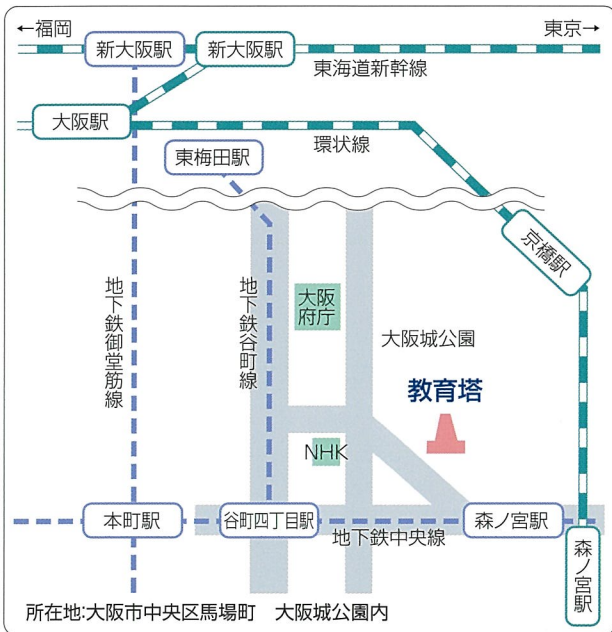 ←福岡
東京→
新大阪駅
新大阪駅
東海道新幹線
大阪駅
環状線
東梅田駅
京橋駅
地下鉄御堂筋線
地下鉄谷町線
大阪
府庁
大阪城公園
教育塔
NHK
本町駅
谷町四丁目駅
地下鉄中央線
森ノ宮駅
森ノ宮駅
所在地:大阪市中央区馬場町 大阪城公園内